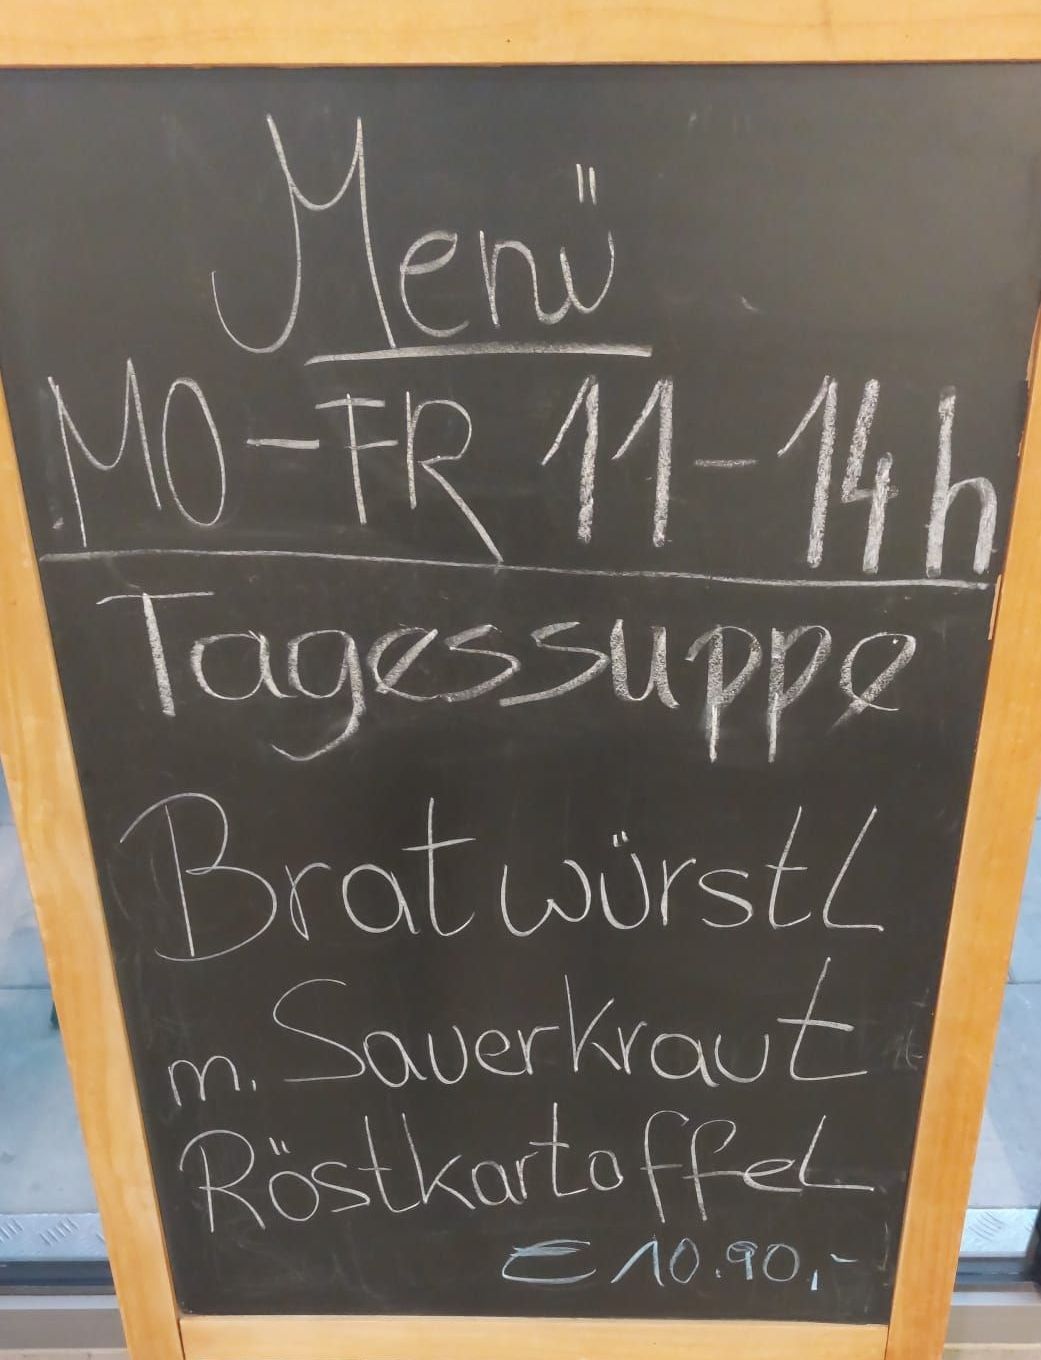 Menü
MO-FR 11-14h
Tagessuppe
Bratwürstl
m. Sauerkraut
Röstkartoffel
€ 10.90,-